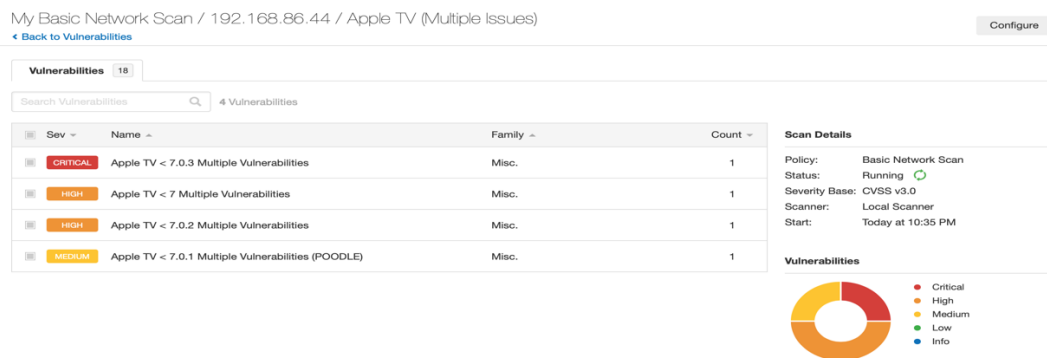 My Basic Network Scan / 192.168.86.44 / Apple TV (Multiple Issues)
Configure
Back to Vulnerabilities
Vulnerabilities 18
Search Vulnerabilities
4 Vulnerabilities
Sev Name Family Count
CRITICAL Apple TV < 7.0.3 Multiple Vulnerabilities Misc. 1
HIGH Apple TV < 7 Multiple Vulnerabilities Misc. 1
HIGH Apple TV < 7.0.2 Multiple Vulnerabilities Misc. 1
MEDIUM Apple TV < 7.0.1 Multiple Vulnerabilities (POODLE) Misc. 1
Scan Details
Policy: Basic Network Scan
Status: Running
Severity Base: CVSS v3.0
Scanner: Local Scanner
Start: Today at 10:35 PM
Vulnerabilities
Critical
High
Medium
Low
Info